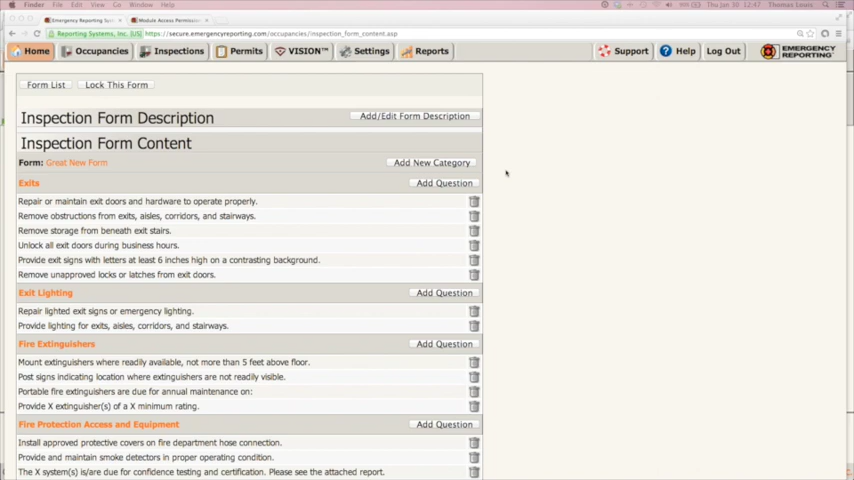 Finder File Edit View Go Window Help Thu Jan 30 12:47 Thomas Louis
Emergency Reporting Sys Module Access Permission
Reporting Systems, Inc. [US] https://secure.emergencyreporting.com/occupancies/inspection_form_content.asp
Home Occupancies Inspections Permits VISION™ Settings Reports Support Help Log Out EMERGENCY REPORTING
Form List Lock This Form
Inspection Form Description Add/Edit Form Description
Inspection Form Content
Form: Great New Form Add New Category
Exits Add Question
Repair or maintain exit doors and hardware to operate properly.
Remove obstructions from exits, aisles, corridors, and stairways.
Remove storage from beneath exit stairs.
Unlock all exit doors during business hours.
Provide exit signs with letters at least 6 inches high on a contrasting background.
Remove unapproved locks or latches from exit doors.
Exit Lighting Add Question
Repair lighted exit signs or emergency lighting.
Provide lighting for exits, aisles, corridors, and stairways.
Fire Extinguishers Add Question
Mount extinguishers where readily available, not more than 5 feet above floor.
Post signs indicating location where extinguishers are not readily visible.
Portable fire extinguishers are due for annual maintenance on:
Provide X extinguisher(s) of a X minimum rating.
Fire Protection Access and Equipment Add Question
Install approved protective covers on fire department hose connection.
Provide and maintain smoke detectors in proper operating condition.
The X system(s) is/are due for confidence testing and certification. Please see the attached report.